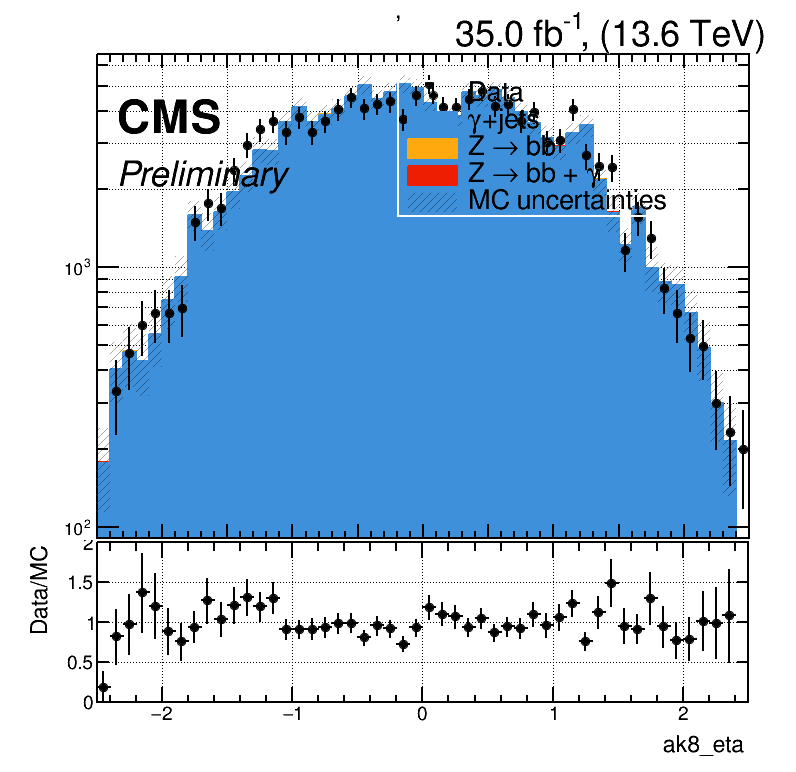 ,
35.0 fb⁻¹, (13.6 TeV)
CMS
Preliminary
Data
γ+jets
Z → bb
Z → bb + γ
MC uncertainties
10³
10²
Data/MC
2
1.5
1
0.5
0
−2 −1 0 1 2
ak8_eta